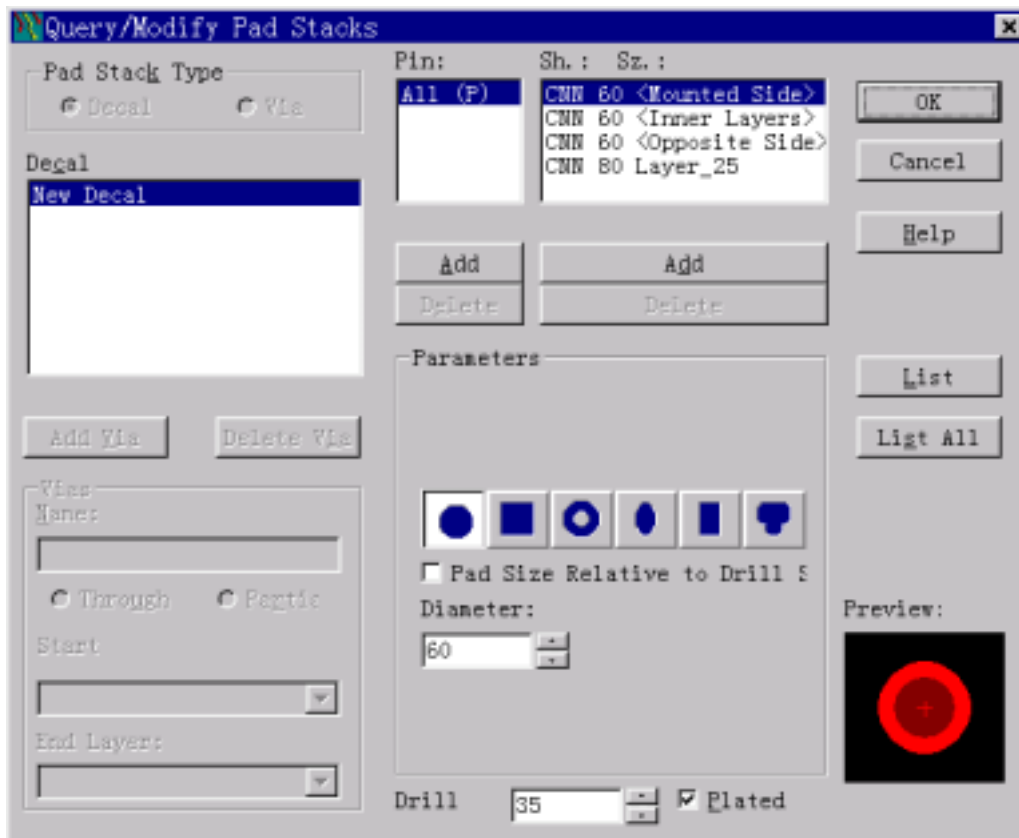 Query/Modify Pad Stacks
Pad Stack Type
Decal
Via
Decal
New Decal
Add Via
Delete Via
Vias
Name:
Through
Partic
Start
End Layer:
Pin:
All (P)
Add
Delete
Sh.: Sz.:
CNN 60 <Mounted Side>
CNN 60 <Inner Layers>
CNN 60 <Opposite Side>
CNN 80 Layer_25
Add
Delete
Parameters
Pad Size Relative to Drill S
Diameter:
60
Drill
35
Plated
OK
Cancel
Help
List
List All
Preview: